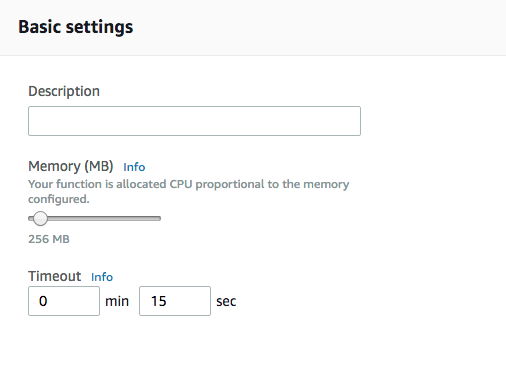 Basic settings
Description
Memory (MB) Info
Your function is allocated CPU proportional to the memory
configured.
256 MB
Timeout Info
0 min 15 sec